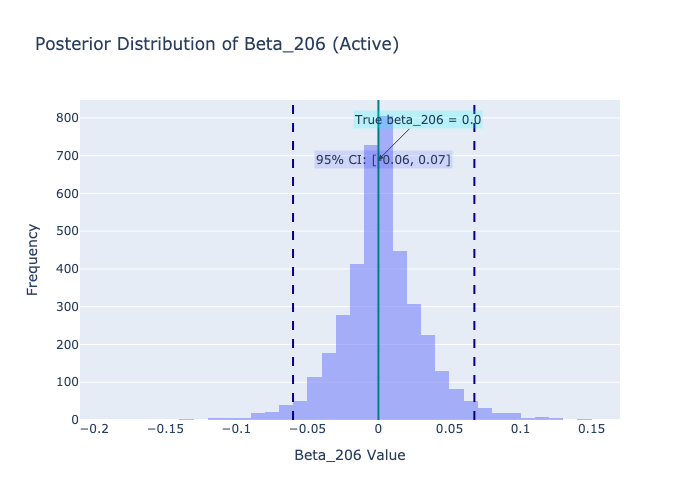 Posterior Distribution of Beta_206 (Active)
True beta_206 = 0.0
95% CI: [-0.06, 0.07]
800
700
600
500
400
300
200
100
0
Frequency
−0.2 −0.15 −0.1 −0.05 0 0.05 0.1 0.15
Beta_206 Value